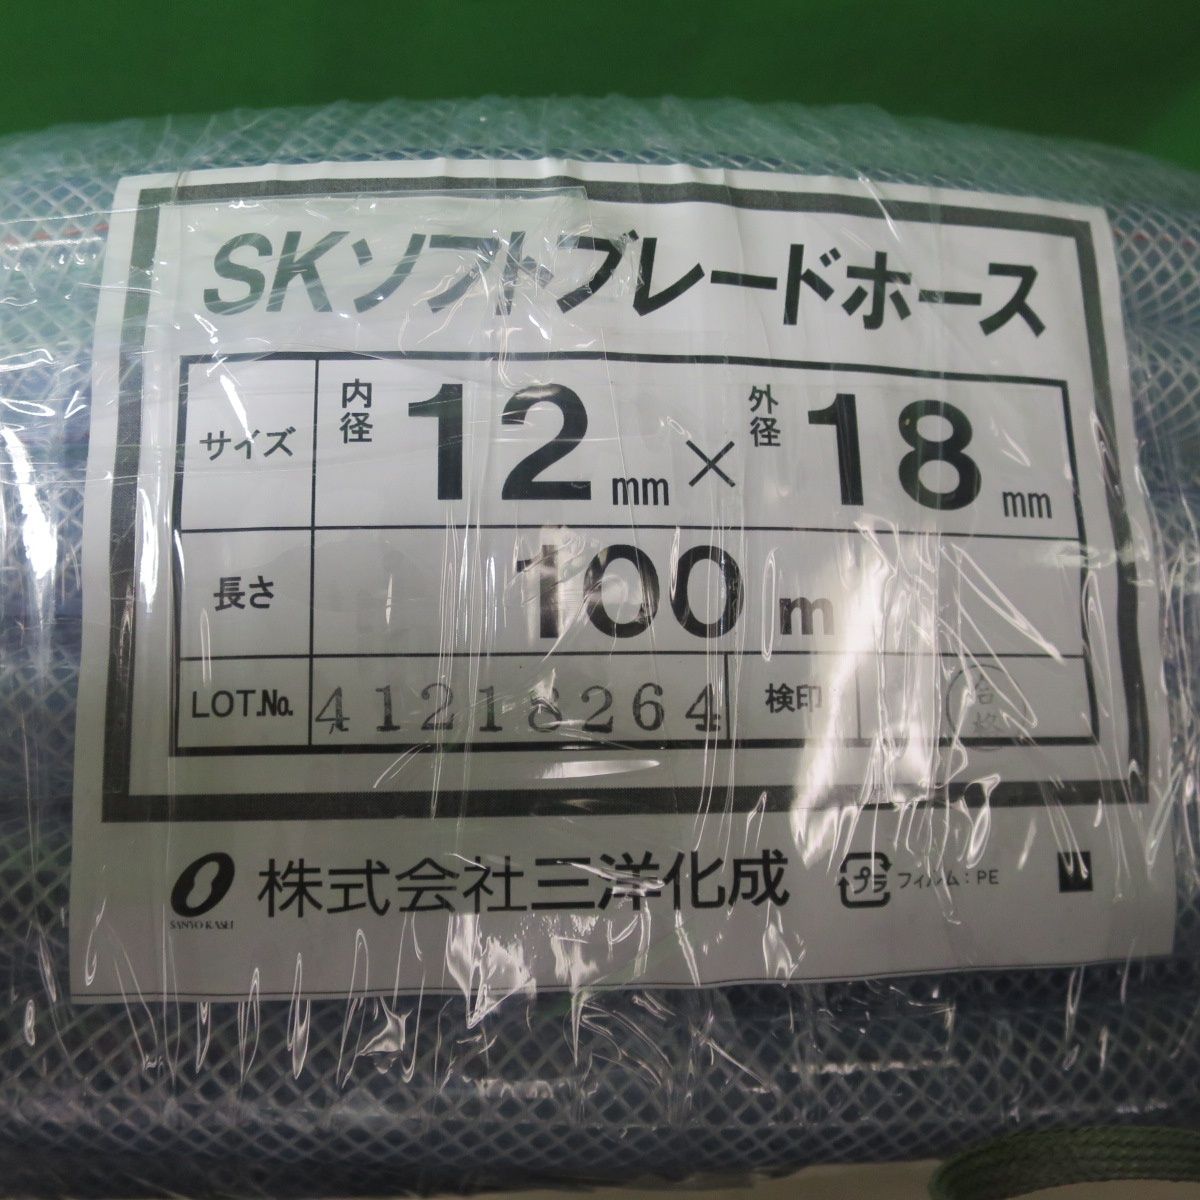 SKソフトブレードホース
サイズ 内径 12 mm × 外径 18 mm
長さ 100 m
LOT.No. 41218264 検印 合格
SANYO KASEI 株式会社三洋化成 プラ フィルム：PE